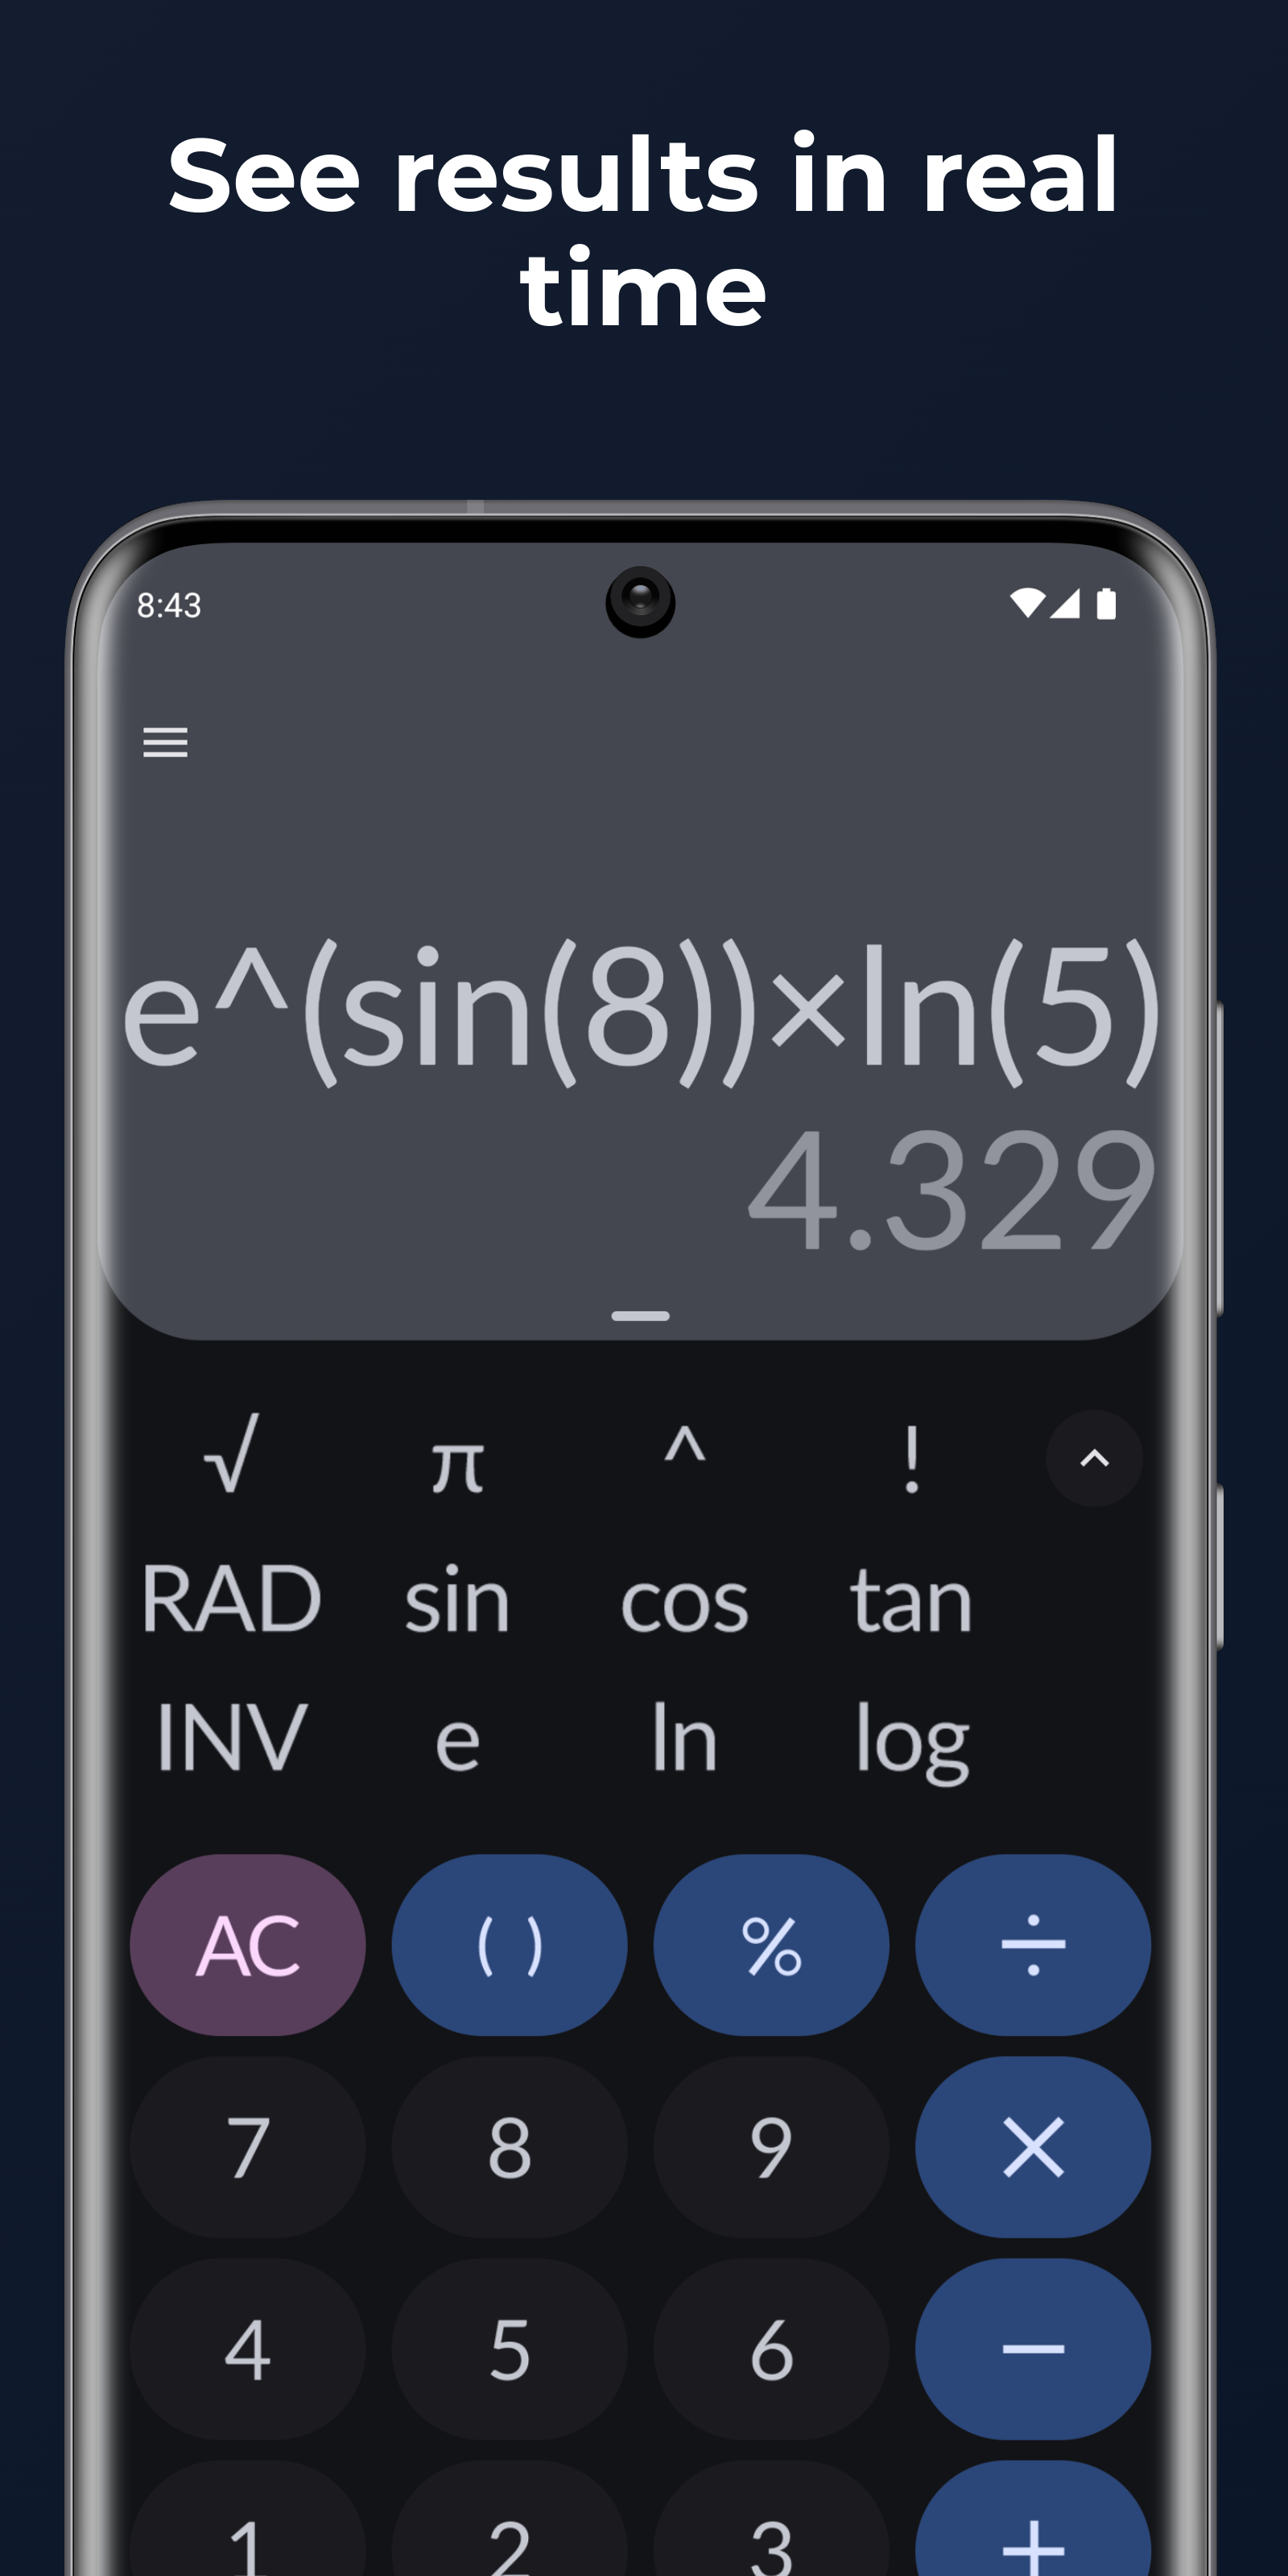 See results in real
time
8:43
e^(sin(8))×ln(5)
4.329
√ π ^ !
RAD sin cos tan
INV e ln log
AC ( ) % ÷
7 8 9 ×
4 5 6 −
1 2 3 +